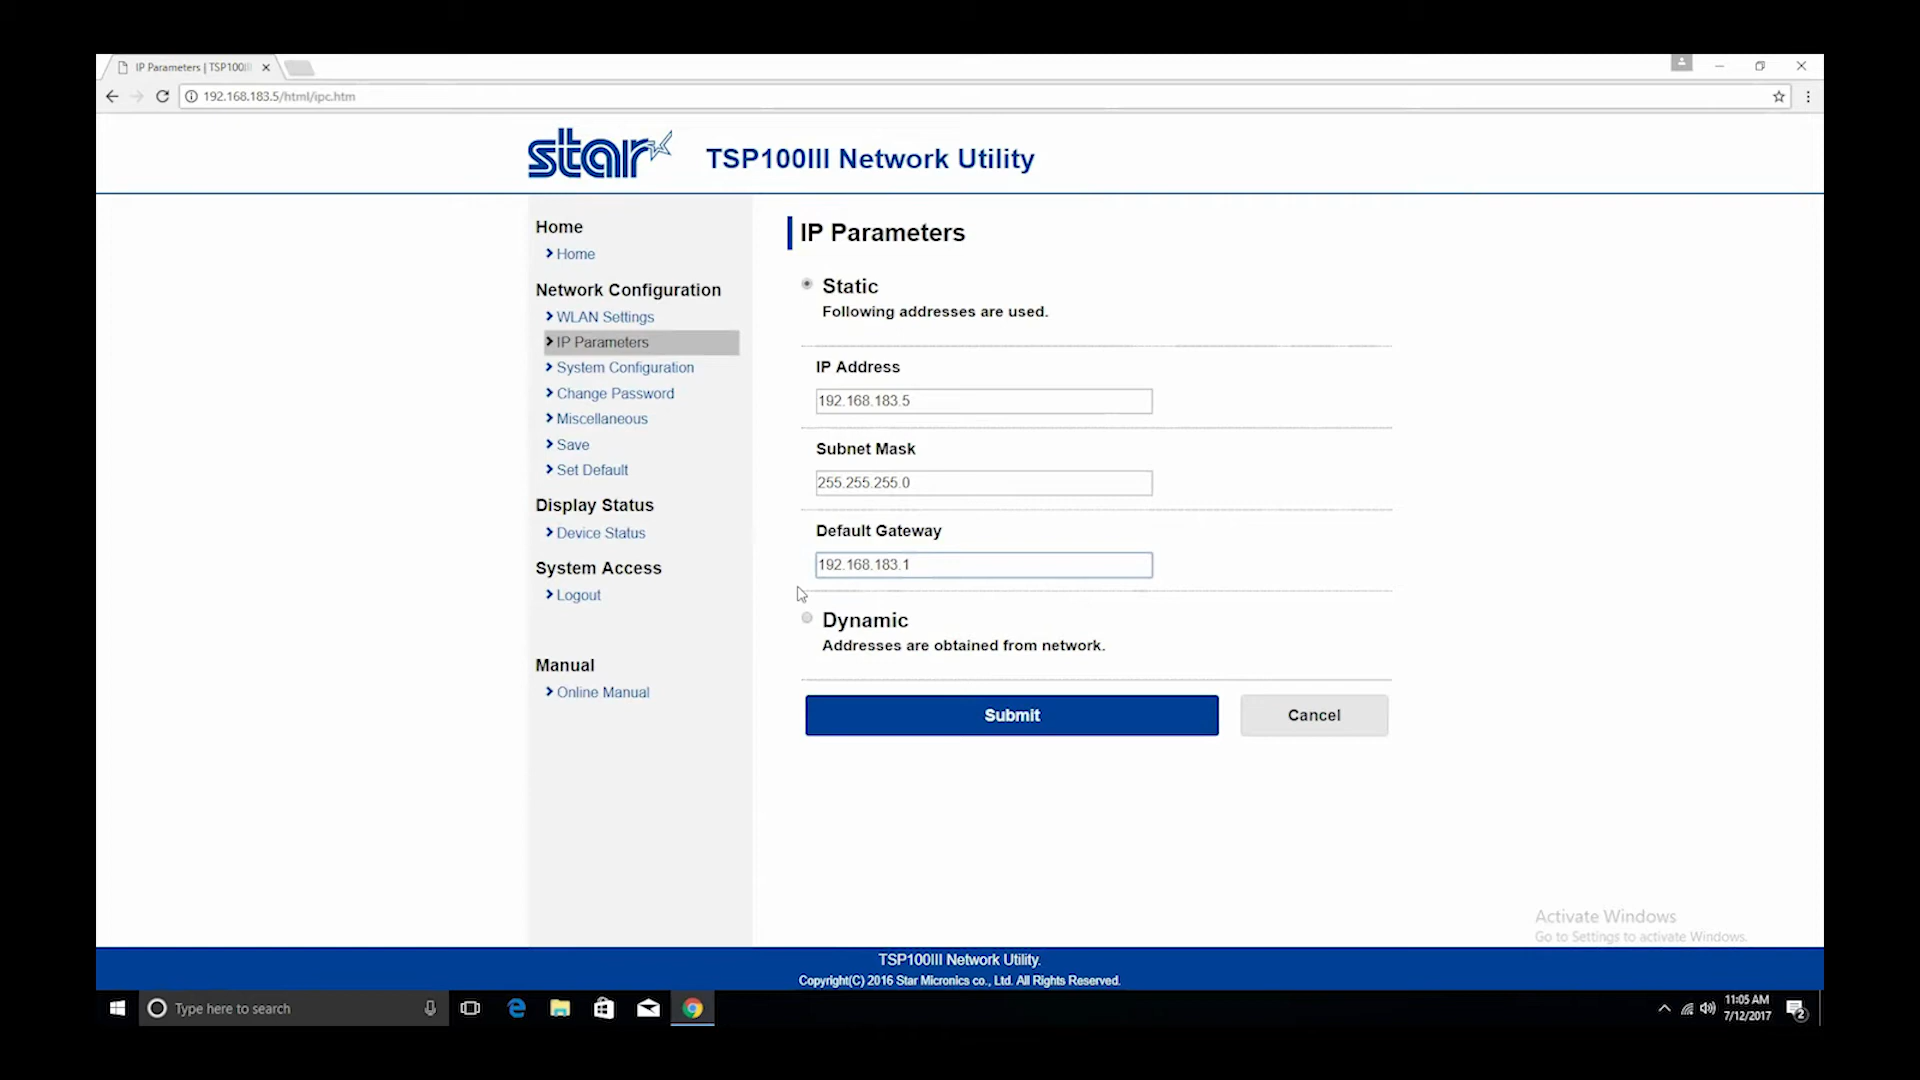 IP Parameters | TSP100II
192.168.183.5/html/ipc.htm
star
TSP100III Network Utility
Home
Home
Network Configuration
WLAN Settings
IP Parameters
System Configuration
Change Password
Miscellaneous
Save
Set Default
Display Status
Device Status
System Access
Logout
Manual
Online Manual
IP Parameters
Static
Following addresses are used.
IP Address
192.168.183.5
Subnet Mask
255.255.255.0
Default Gateway
192.168.183.1
Dynamic
Addresses are obtained from network.
Submit
Cancel
Activate Windows
Go to Settings to activate Windows.
TSP100III Network Utility.
Copyright(C) 2016 Star Micronics co., Ltd. All Rights Reserved.
Type here to search
11:05 AM
7/12/2017
2